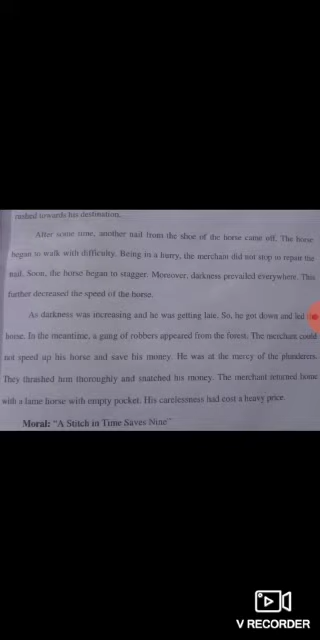 rushed towards his destination.
After some time, another nail from the shoe of the horse came off. The horse
began to walk with difficulty. Being in a hurry, the merchant did not stop to repair the
nail. Soon, the horse began to stagger. Moreover, darkness prevailed everywhere. This
further decreased the speed of the horse.
As darkness was increasing and he was getting late. So, he got down and led the
horse. In the meantime, a gang of robbers appeared from the forest. The merchant could
not speed up his horse and save his money. He was at the mercy of the plunderers.
They thrashed him thoroughly and snatched his money. The merchant returned home
with a lame horse with empty pocket. His carelessness had cost a heavy price.
Moral: "A Stitch in Time Saves Nine"
V RECORDER